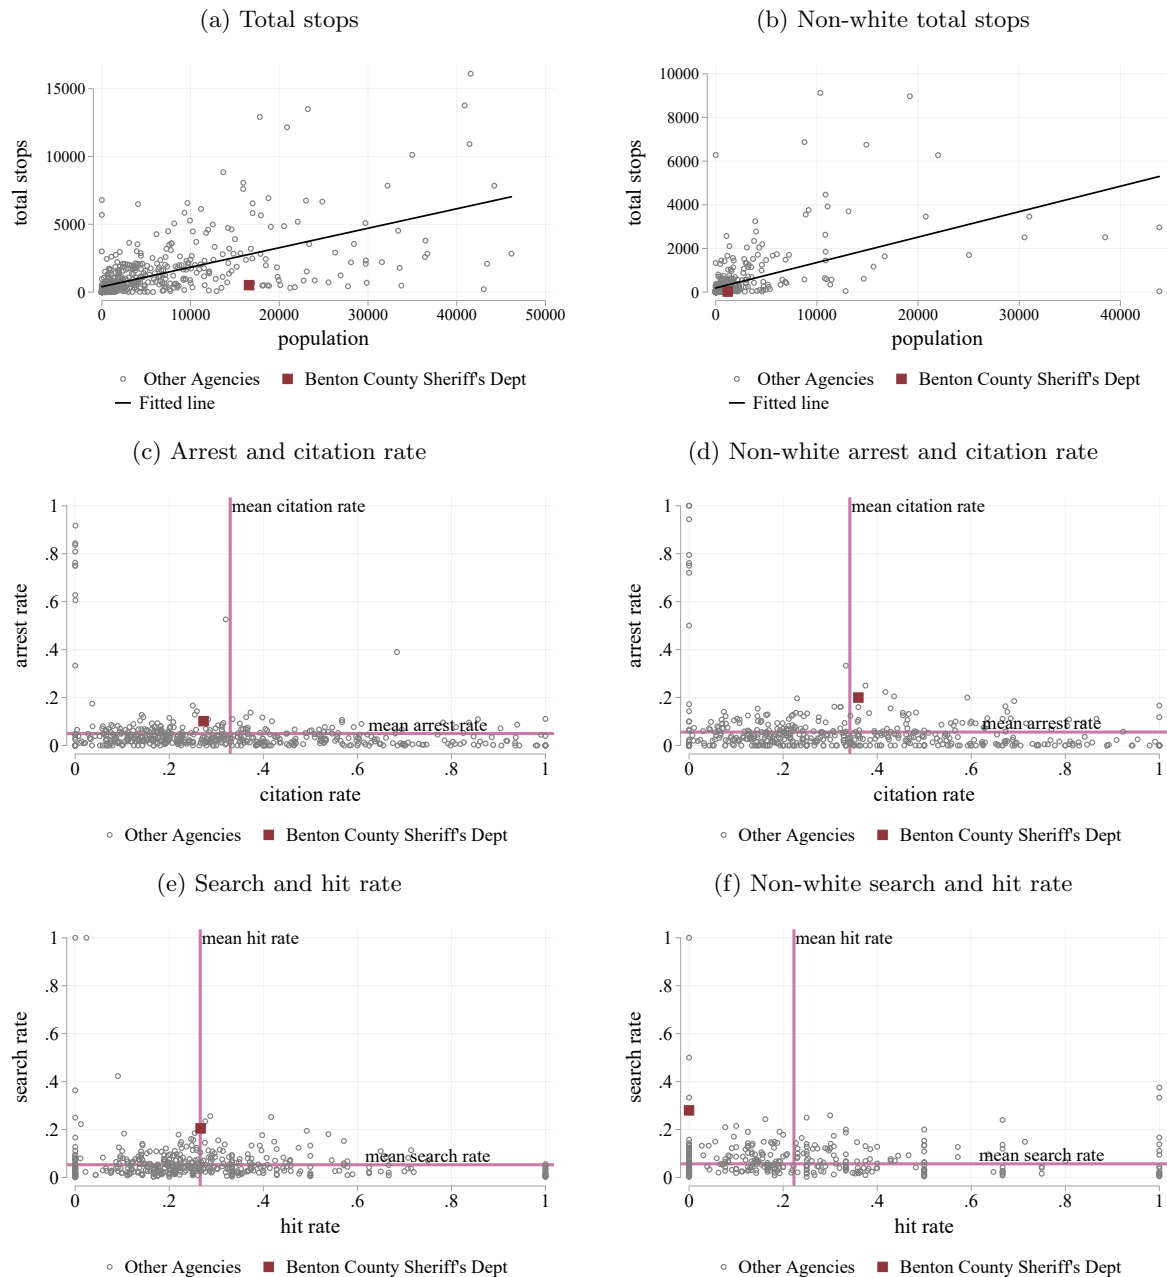 (a) Total stops
(b) Non-white total stops
total stops
15000
10000
5000
0
0 10000 20000 30000 40000 50000
population
Other Agencies Benton County Sheriff's Dept
Fitted line
total stops
10000
8000
6000
4000
2000
0
0 10000 20000 30000 40000
population
Other Agencies Benton County Sheriff's Dept
Fitted line
(c) Arrest and citation rate
(d) Non-white arrest and citation rate
arrest rate
1
.8
.6
.4
.2
0
mean citation rate
mean arrest rate
0 .2 .4 .6 .8 1
citation rate
Other Agencies Benton County Sheriff's Dept
arrest rate
1
.8
.6
.4
.2
0
mean citation rate
mean arrest rate
0 .2 .4 .6 .8 1
citation rate
Other Agencies Benton County Sheriff's Dept
(e) Search and hit rate
(f) Non-white search and hit rate
search rate
1
.8
.6
.4
.2
0
mean hit rate
mean search rate
0 .2 .4 .6 .8 1
hit rate
Other Agencies Benton County Sheriff's Dept
search rate
1
.8
.6
.4
.2
0
mean hit rate
mean search rate
0 .2 .4 .6 .8 1
hit rate
Other Agencies Benton County Sheriff's Dept